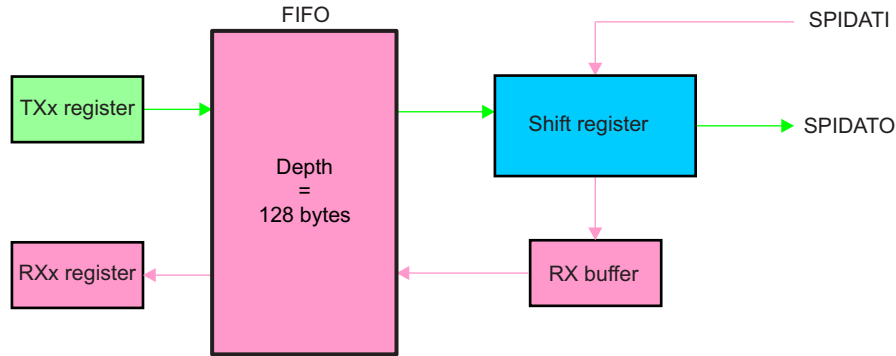 FIFO
SPIDATI
TXx register
Shift register
SPIDATO
Depth
=
128 bytes
RXx register
RX buffer